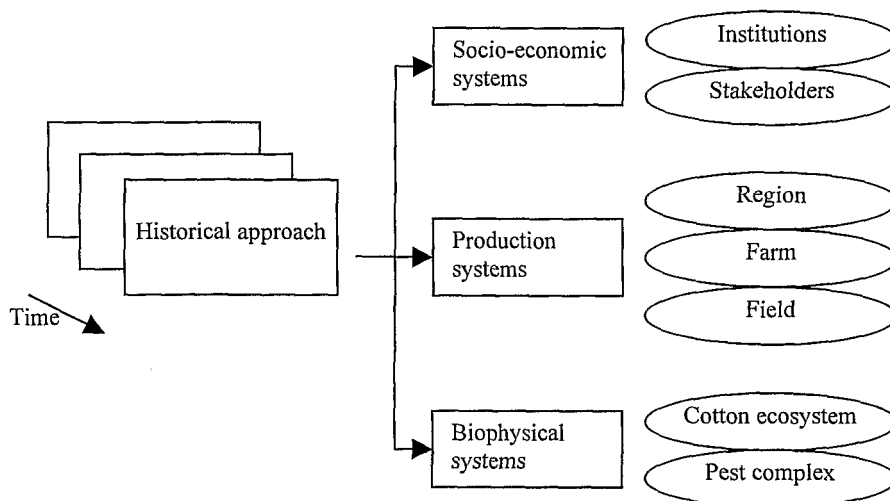 Socio-economic
systems
Institutions
Stakeholders
Historical approach
Time
Production
systems
Region
Farm
Field
Biophysical
systems
Cotton ecosystem
Pest complex